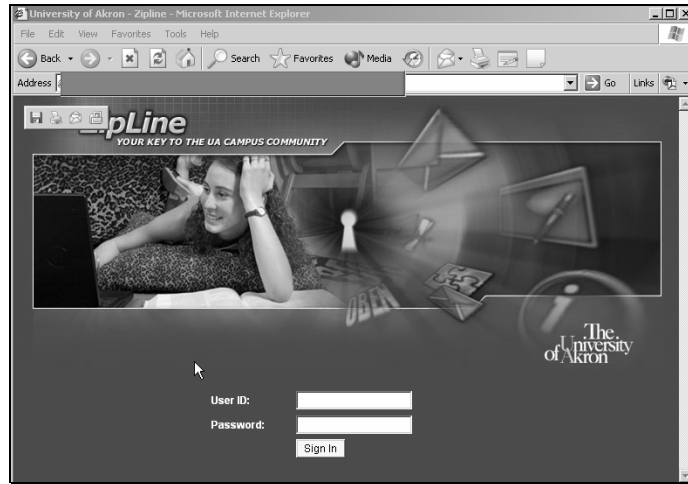 University of Akron - Zipline - Microsoft Internet Explorer
File Edit View Favorites Tools Help
Back Search Favorites Media
Address Go Links
ZipLine
YOUR KEY TO THE UA CAMPUS COMMUNITY
OPEN
The
University
of Akron
User ID:
Password:
Sign In